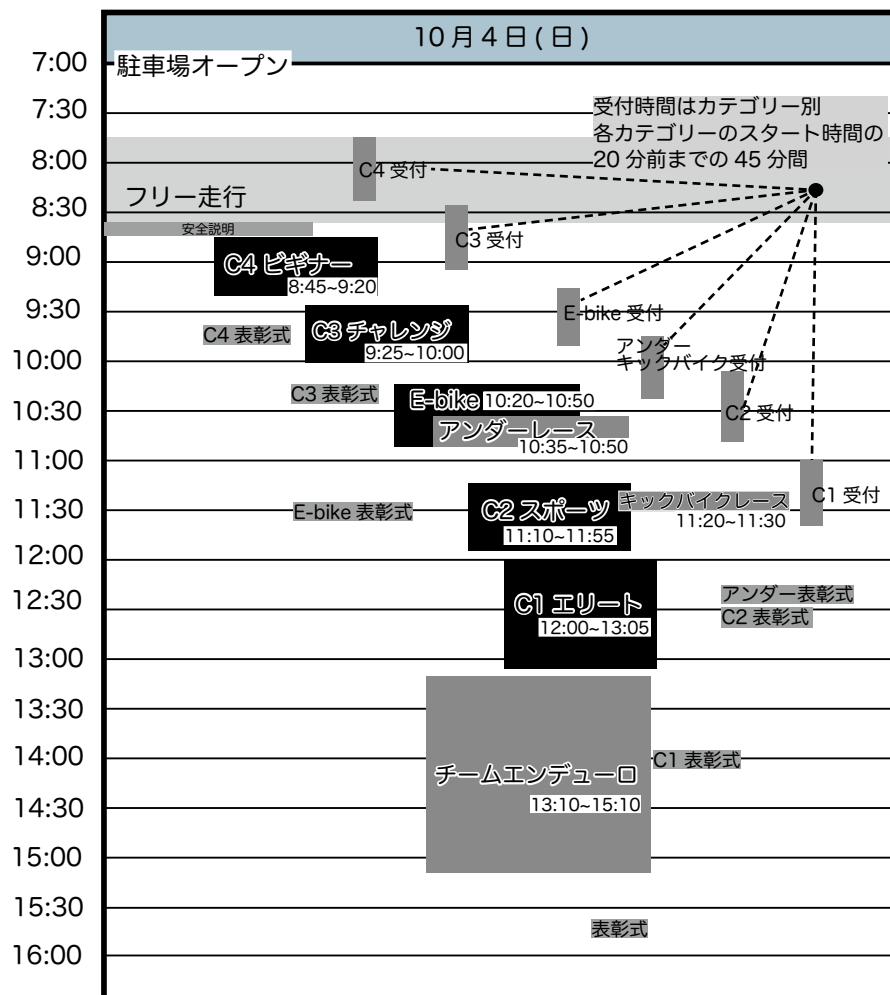 10月4日(日)
7:00
駐車場オープン
7:30
受付時間はカテゴリー別
各カテゴリーのスタート時間の
20分前までの45分間
8:00
C4 受付
フリー走行
8:30
安全説明
C3 受付
9:00
C4 ビギナー
8:45~9:20
9:30
E-bike 受付
C4 表彰式
C3 チャレンジ
9:25~10:00
アンダー
キックバイク受付
10:00
C3 表彰式
E-bike 10:20~10:50
10:30
C2 受付
アンダーレース
10:35~10:50
11:00
C1 受付
11:30
E-bike 表彰式
C2 スポーツ
11:10~11:55
キックバイクレース
11:20~11:30
12:00
12:30
C1 エリート
12:00~13:05
アンダー表彰式
C2 表彰式
13:00
13:30
14:00
C1 表彰式
チームエンデューロ
13:10~15:10
14:30
15:00
15:30
表彰式
16:00